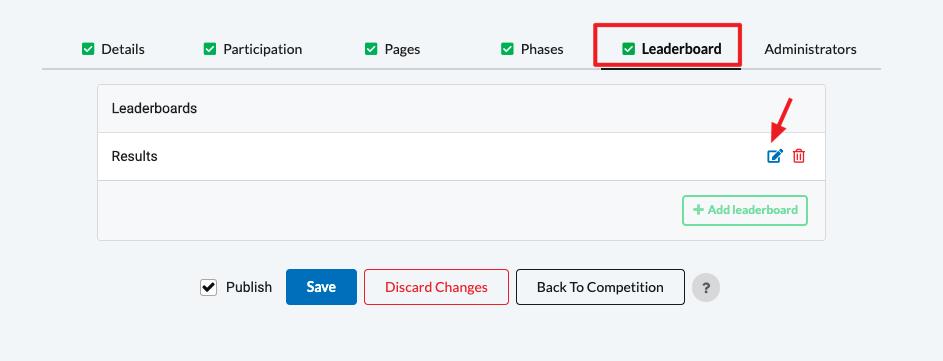 Details Participation Pages Phases Leaderboard Administrators
Leaderboards
Results
+ Add leaderboard
Publish Save Discard Changes Back To Competition ?